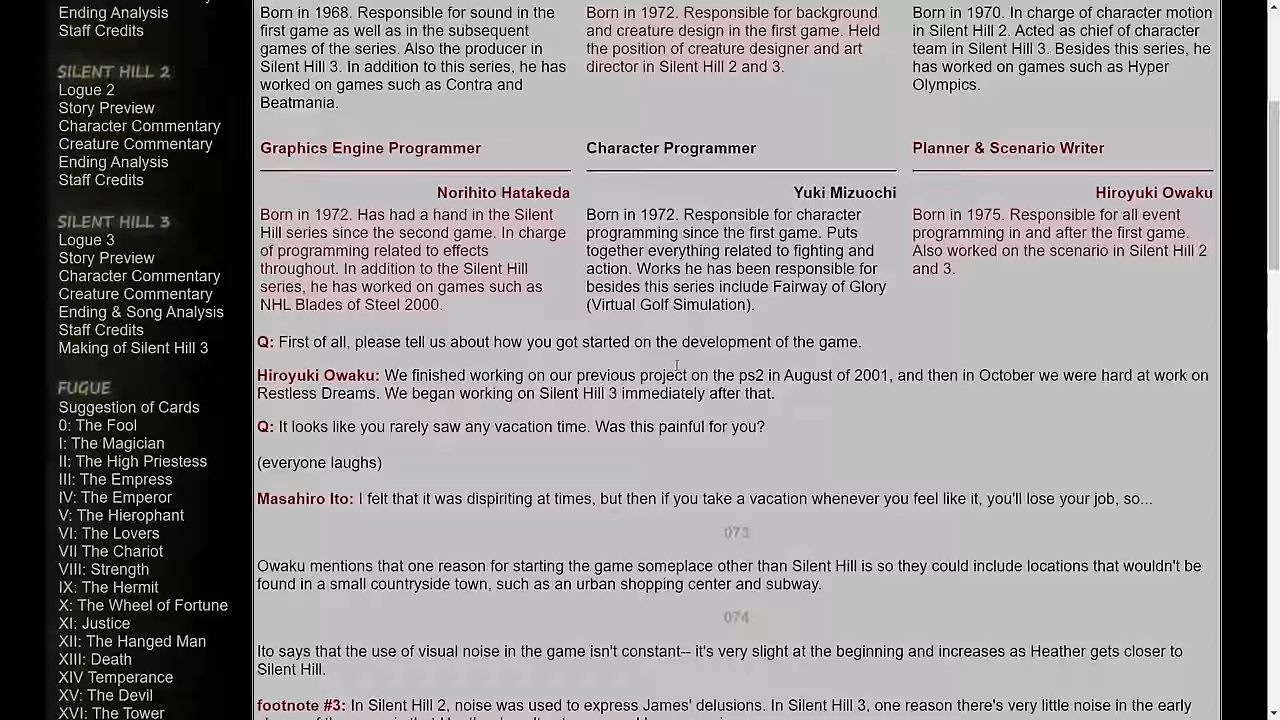 Ending Analysis
Staff Credits
SILENT HILL 2
Logue 2
Story Preview
Character Commentary
Creature Commentary
Ending Analysis
Staff Credits
SILENT HILL 3
Logue 3
Story Preview
Character Commentary
Creature Commentary
Ending & Song Analysis
Staff Credits
Making of Silent Hill 3
FUGUE
Suggestion of Cards
0: The Fool
I: The Magician
II: The High Priestess
III: The Empress
IV: The Emperor
V: The Hierophant
VI: The Lovers
VII The Chariot
VIII: Strength
IX: The Hermit
X: The Wheel of Fortune
XI: Justice
XII: The Hanged Man
XIII: Death
XIV Temperance
XV: The Devil
XVI: The Tower
Born in 1968. Responsible for sound in the
first game as well as in the subsequent
games of the series. Also the producer in
Silent Hill 3. In addition to this series, he has
worked on games such as Contra and
Beatmania.
Born in 1972. Responsible for background
and creature design in the first game. Held
the position of creature designer and art
director in Silent Hill 2 and 3.
Born in 1970. In charge of character motion
in Silent Hill 2. Acted as chief of character
team in Silent Hill 3. Besides this series, he
has worked on games such as Hyper
Olympics.
Graphics Engine Programmer
Norihito Hatakeda
Born in 1972. Has had a hand in the Silent
Hill series since the second game. In charge
of programming related to effects
throughout. In addition to the Silent Hill
series, he has worked on games such as
NHL Blades of Steel 2000.
Character Programmer
Yuki Mizuochi
Born in 1972. Responsible for character
programming since the first game. Puts
together everything related to fighting and
action. Works he has been responsible for
besides this series include Fairway of Glory
(Virtual Golf Simulation).
Planner & Scenario Writer
Hiroyuki Owaku
Born in 1975. Responsible for all event
programming in and after the first game.
Also worked on the scenario in Silent Hill 2
and 3.
Q: First of all, please tell us about how you got started on the development of the game.
Hiroyuki Owaku: We finished working on our previous project on the ps2 in August of 2001, and then in October we were hard at work on
Restless Dreams. We began working on Silent Hill 3 immediately after that.
Q: It looks like you rarely saw any vacation time. Was this painful for you?
(everyone laughs)
Masahiro Ito: I felt that it was dispiriting at times, but then if you take a vacation whenever you feel like it, you'll lose your job, so...
073
Owaku mentions that one reason for starting the game someplace other than Silent Hill is so they could include locations that wouldn't be
found in a small countryside town, such as an urban shopping center and subway.
074
Ito says that the use of visual noise in the game isn't constant-- it's very slight at the beginning and increases as Heather gets closer to
Silent Hill.
footnote #3: In Silent Hill 2, noise was used to express James' delusions. In Silent Hill 3, one reason there's very little noise in the early